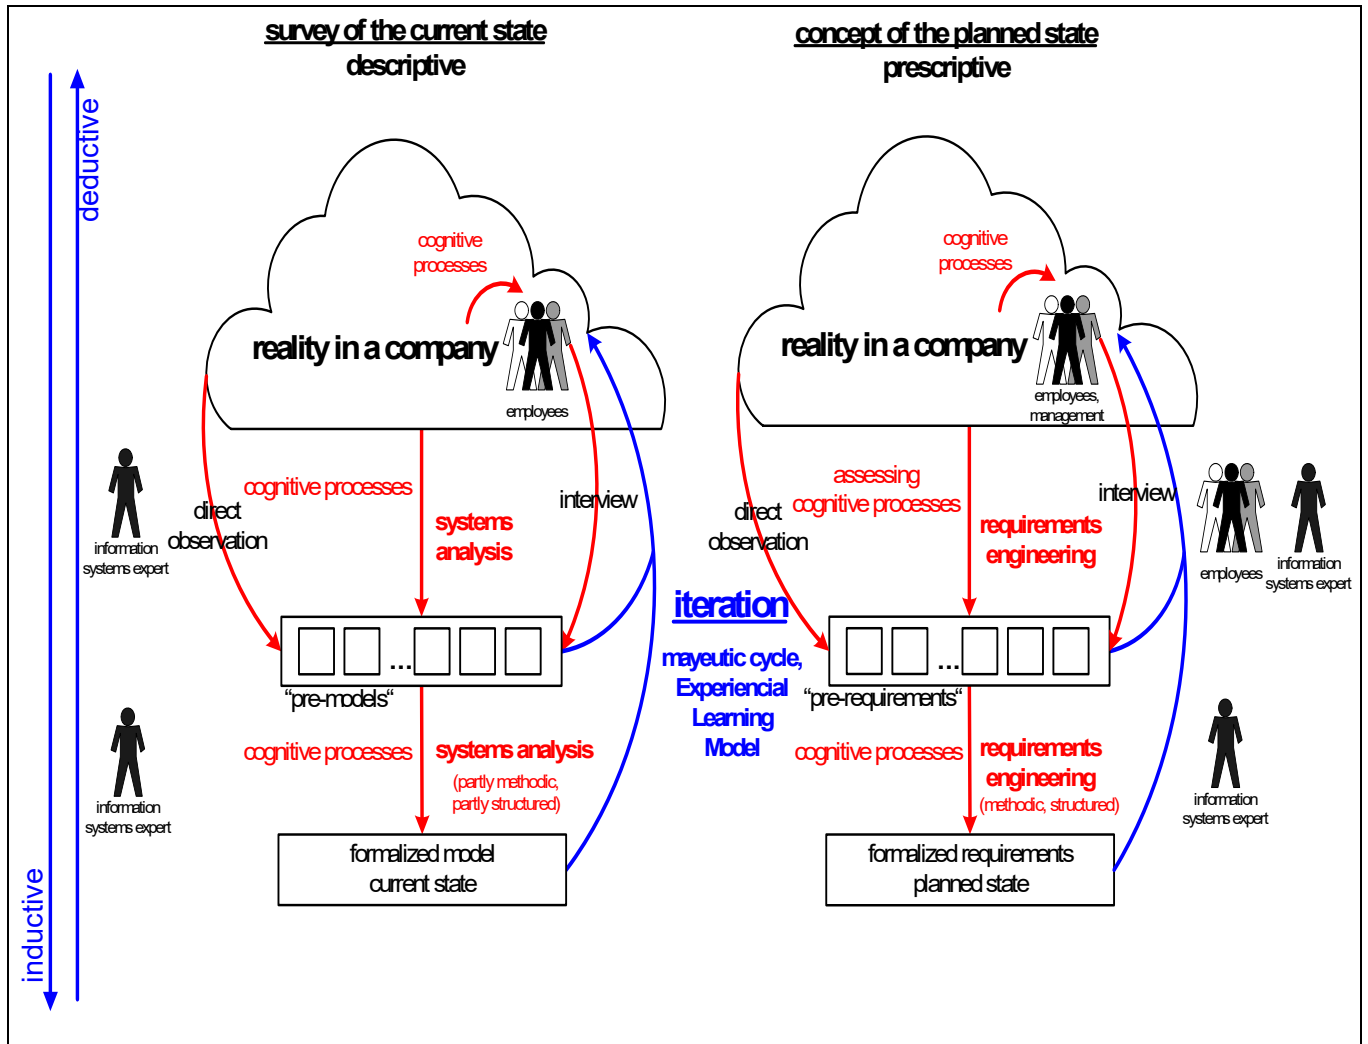 survey of the current state
descriptive
concept of the planned state
prescriptive
deductive
inductive
cognitive
processes
reality in a company
employees
cognitive processes
direct
observation
systems
analysis
interview
information
systems expert
"pre-models"
...
cognitive processes
systems analysis
(partly methodic,
partly structured)
information
systems expert
formalized model
current state
iteration
mayeutic cycle,
Experiencial
Learning
Model
cognitive
processes
reality in a company
employees,
management
assessing
cognitive processes
direct
observation
requirements
engineering
interview
employees
information
systems expert
...
"pre-requirements"
cognitive processes
requirements
engineering
(methodic, structured)
information
systems expert
formalized requirements
planned state